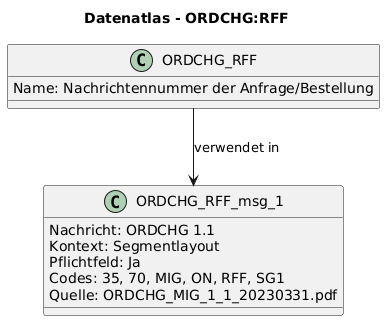 Datenatlas - ORDCHG:RFF
C ORDCHG_RFF
Name: Nachrichtennummer der Anfrage/Bestellung
verwendet in
C ORDCHG_RFF_msg_1
Nachricht: ORDCHG 1.1
Kontext: Segmentlayout
Pflichtfeld: Ja
Codes: 35, 70, MIG, ON, RFF, SG1
Quelle: ORDCHG_MIG_1_1_20230331.pdf